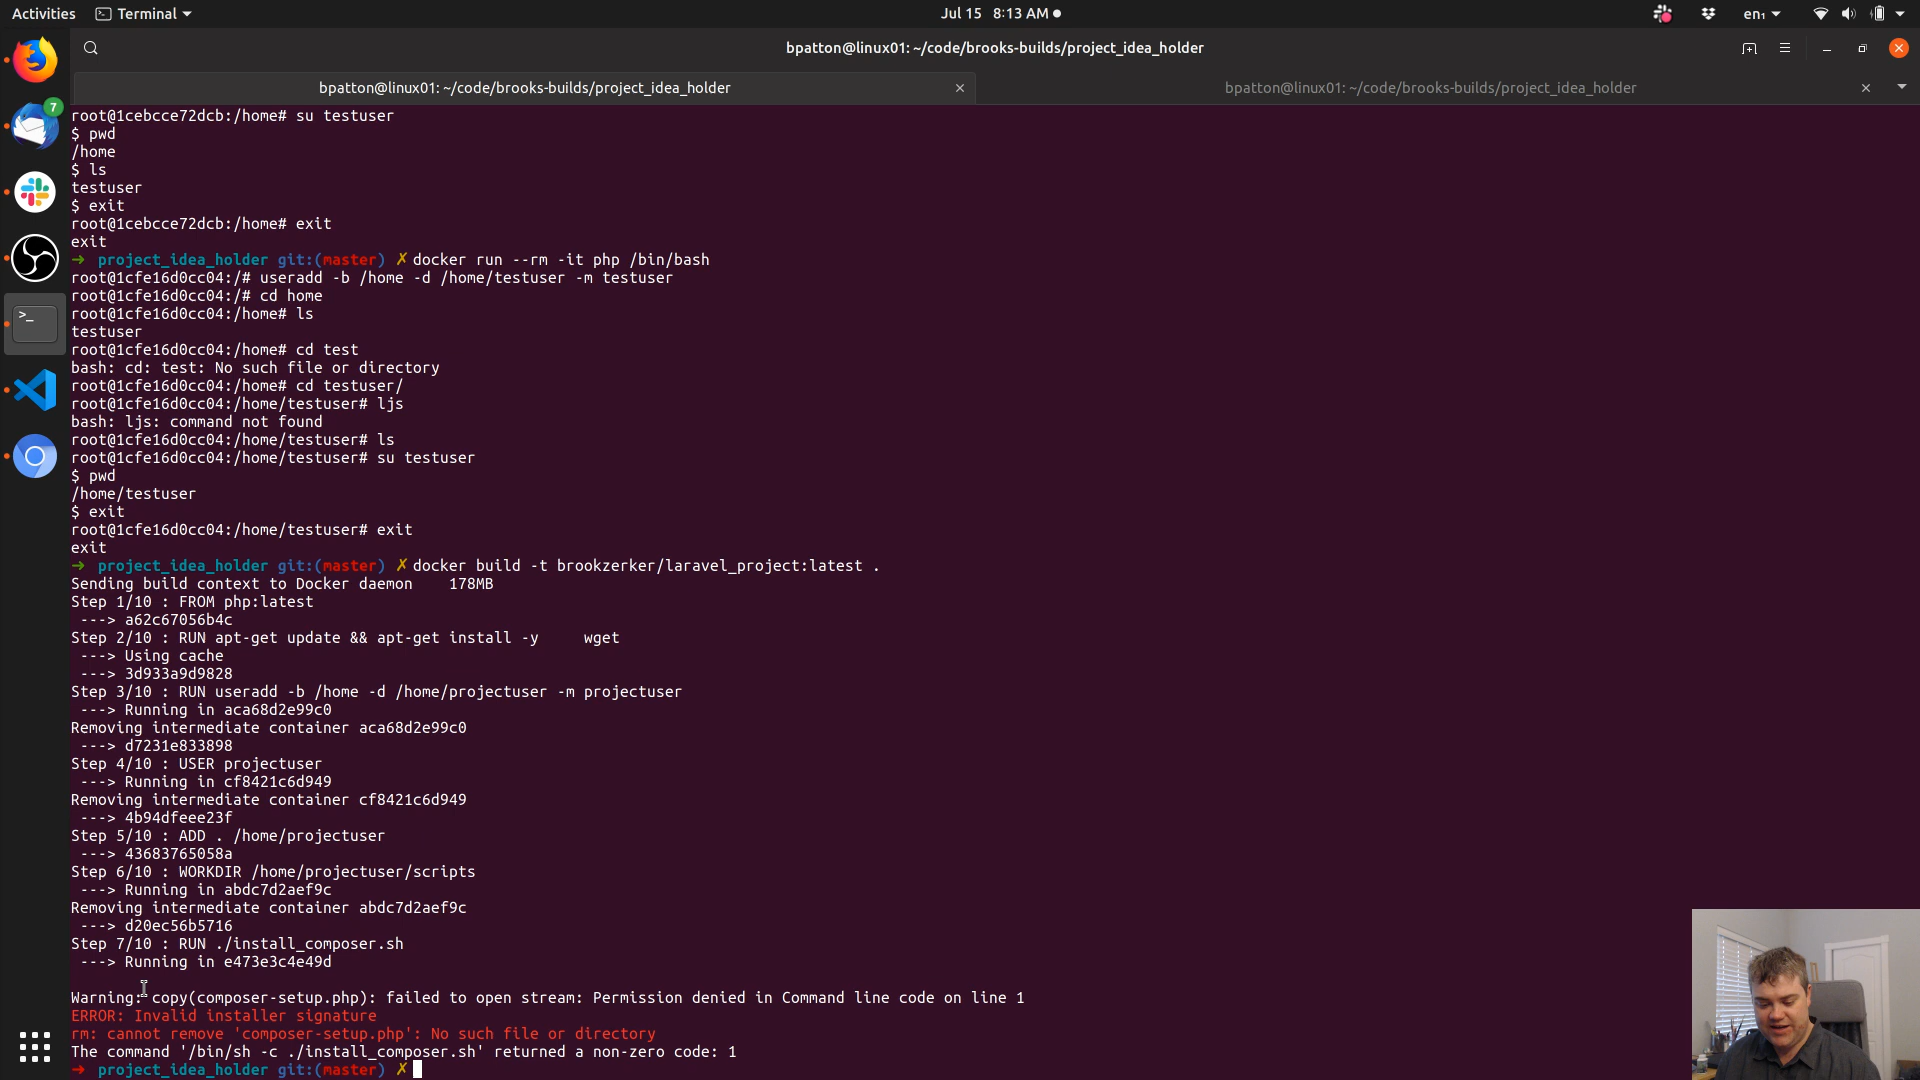 Activities
Terminal
Jul 15 8:13 AM
en₁
bpatton@linux01: ~/code/brooks-builds/project_idea_holder
bpatton@linux01: ~/code/brooks-builds/project_idea_holder
bpatton@linux01: ~/code/brooks-builds/project_idea_holder
7
root@1cebcce72dcb:/home# su testuser
$ pwd
/home
$ ls
testuser
$ exit
root@1cebcce72dcb:/home# exit
exit
➜ project_idea_holder git:(master) ✗ docker run --rm -it php /bin/bash
root@1cfe16d0cc04:/# useradd -b /home -d /home/testuser -m testuser
root@1cfe16d0cc04:/# cd home
root@1cfe16d0cc04:/home# ls
testuser
root@1cfe16d0cc04:/home# cd test
bash: cd: test: No such file or directory
root@1cfe16d0cc04:/home# cd testuser/
root@1cfe16d0cc04:/home/testuser# ljs
bash: ljs: command not found
root@1cfe16d0cc04:/home/testuser# ls
root@1cfe16d0cc04:/home/testuser# su testuser
$ pwd
/home/testuser
$ exit
root@1cfe16d0cc04:/home/testuser# exit
exit
➜ project_idea_holder git:(master) ✗ docker build -t brookzerker/laravel_project:latest .
Sending build context to Docker daemon    178MB
Step 1/10 : FROM php:latest
 ---> a62c67056b4c
Step 2/10 : RUN apt-get update && apt-get install -y     wget
 ---> Using cache
 ---> 3d933a9d9828
Step 3/10 : RUN useradd -b /home -d /home/projectuser -m projectuser
 ---> Running in aca68d2e99c0
Removing intermediate container aca68d2e99c0
 ---> d7231e833898
Step 4/10 : USER projectuser
 ---> Running in cf8421c6d949
Removing intermediate container cf8421c6d949
 ---> 4b94dfeee23f
Step 5/10 : ADD . /home/projectuser
 ---> 43683765058a
Step 6/10 : WORKDIR /home/projectuser/scripts
 ---> Running in abdc7d2aef9c
Removing intermediate container abdc7d2aef9c
 ---> d20ec56b5716
Step 7/10 : RUN ./install_composer.sh
 ---> Running in e473e3c4e49d
Warning: copy(composer-setup.php): failed to open stream: Permission denied in Command line code on line 1
ERROR: Invalid installer signature
rm: cannot remove 'composer-setup.php': No such file or directory
The command '/bin/sh -c ./install_composer.sh' returned a non-zero code: 1
➜ project_idea_holder git:(master) ✗